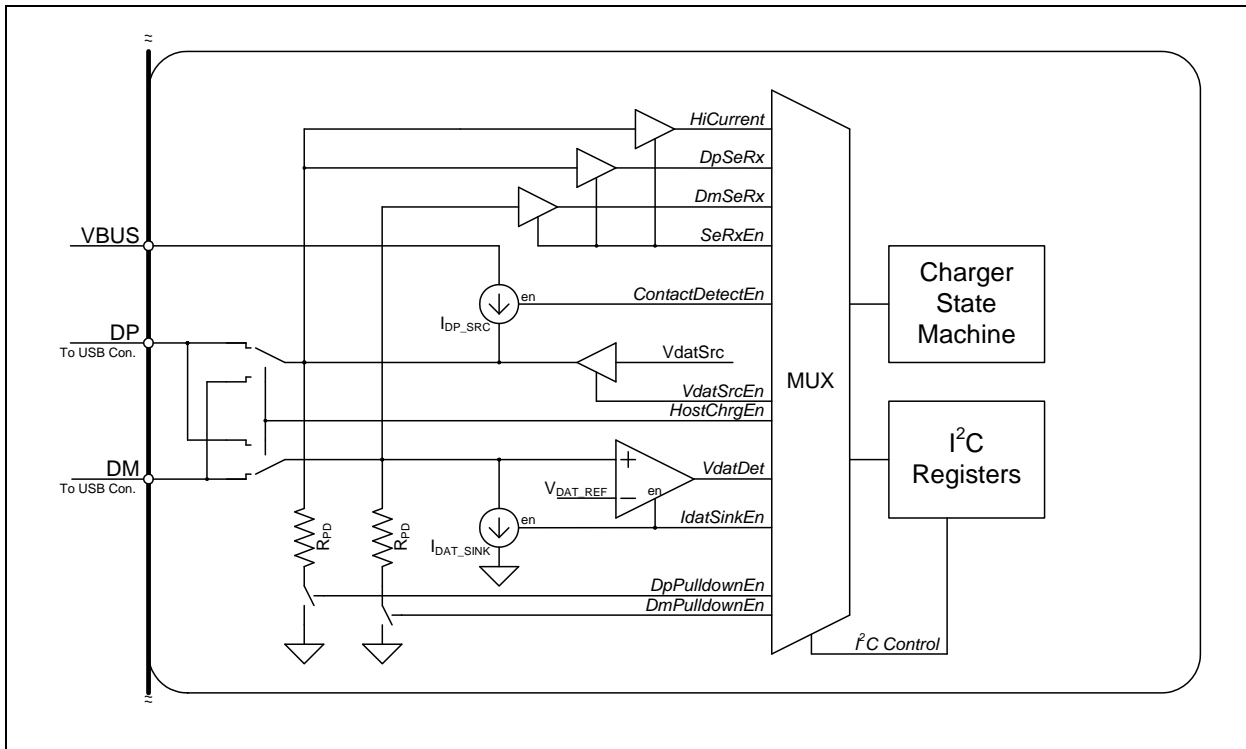 HiCurrent
DpSeRx
DmSeRx
VBUS
SeRxEn
en
ContactDetectEn
I_DP_SRC
DP
To USB Con.
VdatSrc
MUX
VdatSrcEn
HostChrgEn
DM
To USB Con.
+
V_DAT_REF
−
en
VdatDet
en
IdatSinkEn
I_DAT_SINK
R_PD
R_PD
DpPulldownEn
DmPulldownEn
Charger
State
Machine
I²C
Registers
I²C Control